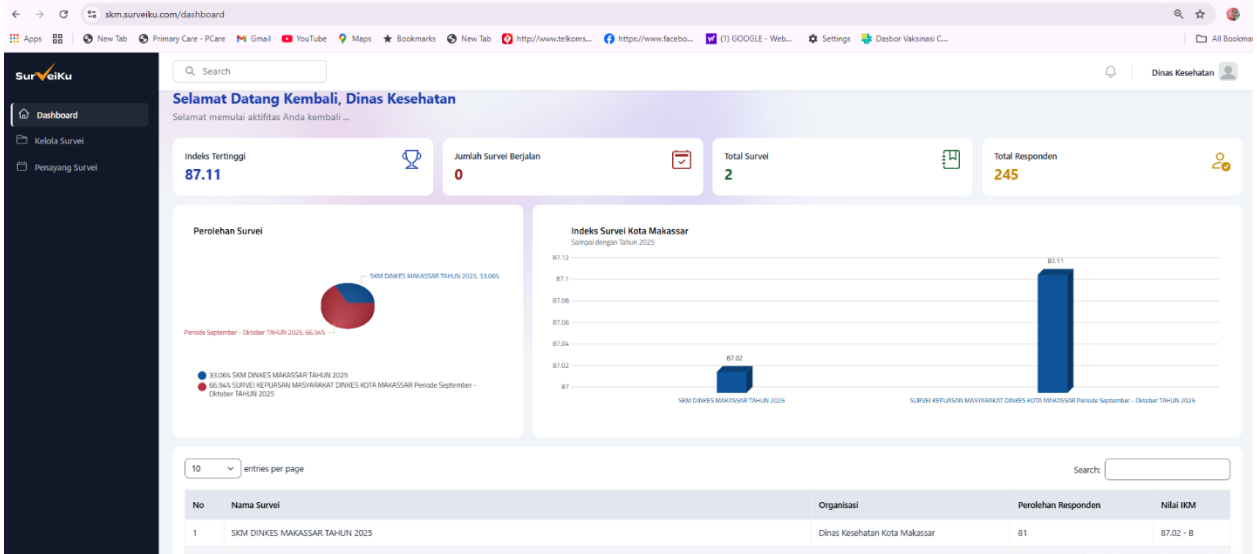 skm.surveiku.com/dashboard
Apps New Tab Primary Care - PCare Gmail YouTube Maps Bookmarks New Tab http://www.telkoms... https://www.facebo... (1) GOOGLE - Web... Settings Dasbor Vaksinasi C... All Bookma
SurVeiKu
Search
Dinas Kesehatan
Dashboard
Kelola Survei
Penayang Survei
Selamat Datang Kembali, Dinas Kesehatan
Selamat memulai aktifitas Anda kembali ...
Indeks Tertinggi
87.11
Jumlah Survei Berjalan
0
Total Survei
2
Total Responden
245
Perolehan Survei
SKM DINKES MAKASSAR TAHUN 2025, 33.06%
Periode September - Oktober TAHUN 2025, 66.94%
33.06% SKM DINKES MAKASSAR TAHUN 2025
66.94% SURVEI KEPUASAN MASYARAKAT DINKES KOTA MAKASSAR Periode September -
Oktober TAHUN 2025
Indeks Survei Kota Makassar
Sampai dengan Tahun 2025
87.12
87.1
87.08
87.06
87.04
87.02
87
87.02
87.11
SKM DINKES MAKASSAR TAHUN 2025
SURVEI KEPUASAN MASYARAKAT DINKES KOTA MAKASSAR Periode September - Oktober TAHUN 2025
10 entries per page
Search:
No Nama Survei Organisasi Perolehan Responden Nilai IKM
1 SKM DINKES MAKASSAR TAHUN 2025 Dinas Kesehatan Kota Makassar 81 87.02 - B